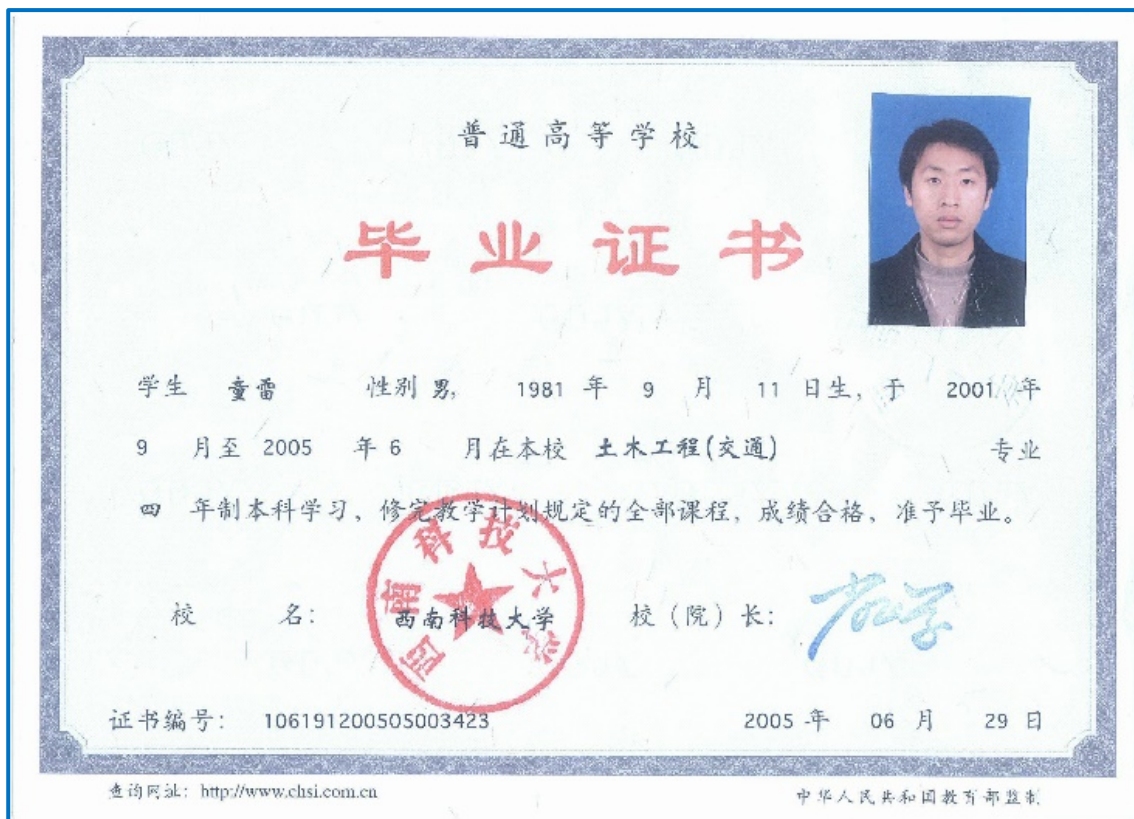 普通高等学校
毕业证书
学生 童雷 性别 男, 1981 年 9 月 11 日生, 于 2001 年
9 月至 2005 年 6 月在本校 土木工程(交通) 专业
四 年制本科学习、修完教学计划规定的全部课程, 成绩合格、准予毕业。
西南科技大学
校 名: 西南科技大学 校(院)长:
证书编号: 106191200505003423 2005 年 06 月 29 日
查询网址: http://www.chsi.com.cn 中华人民共和国教育部监制